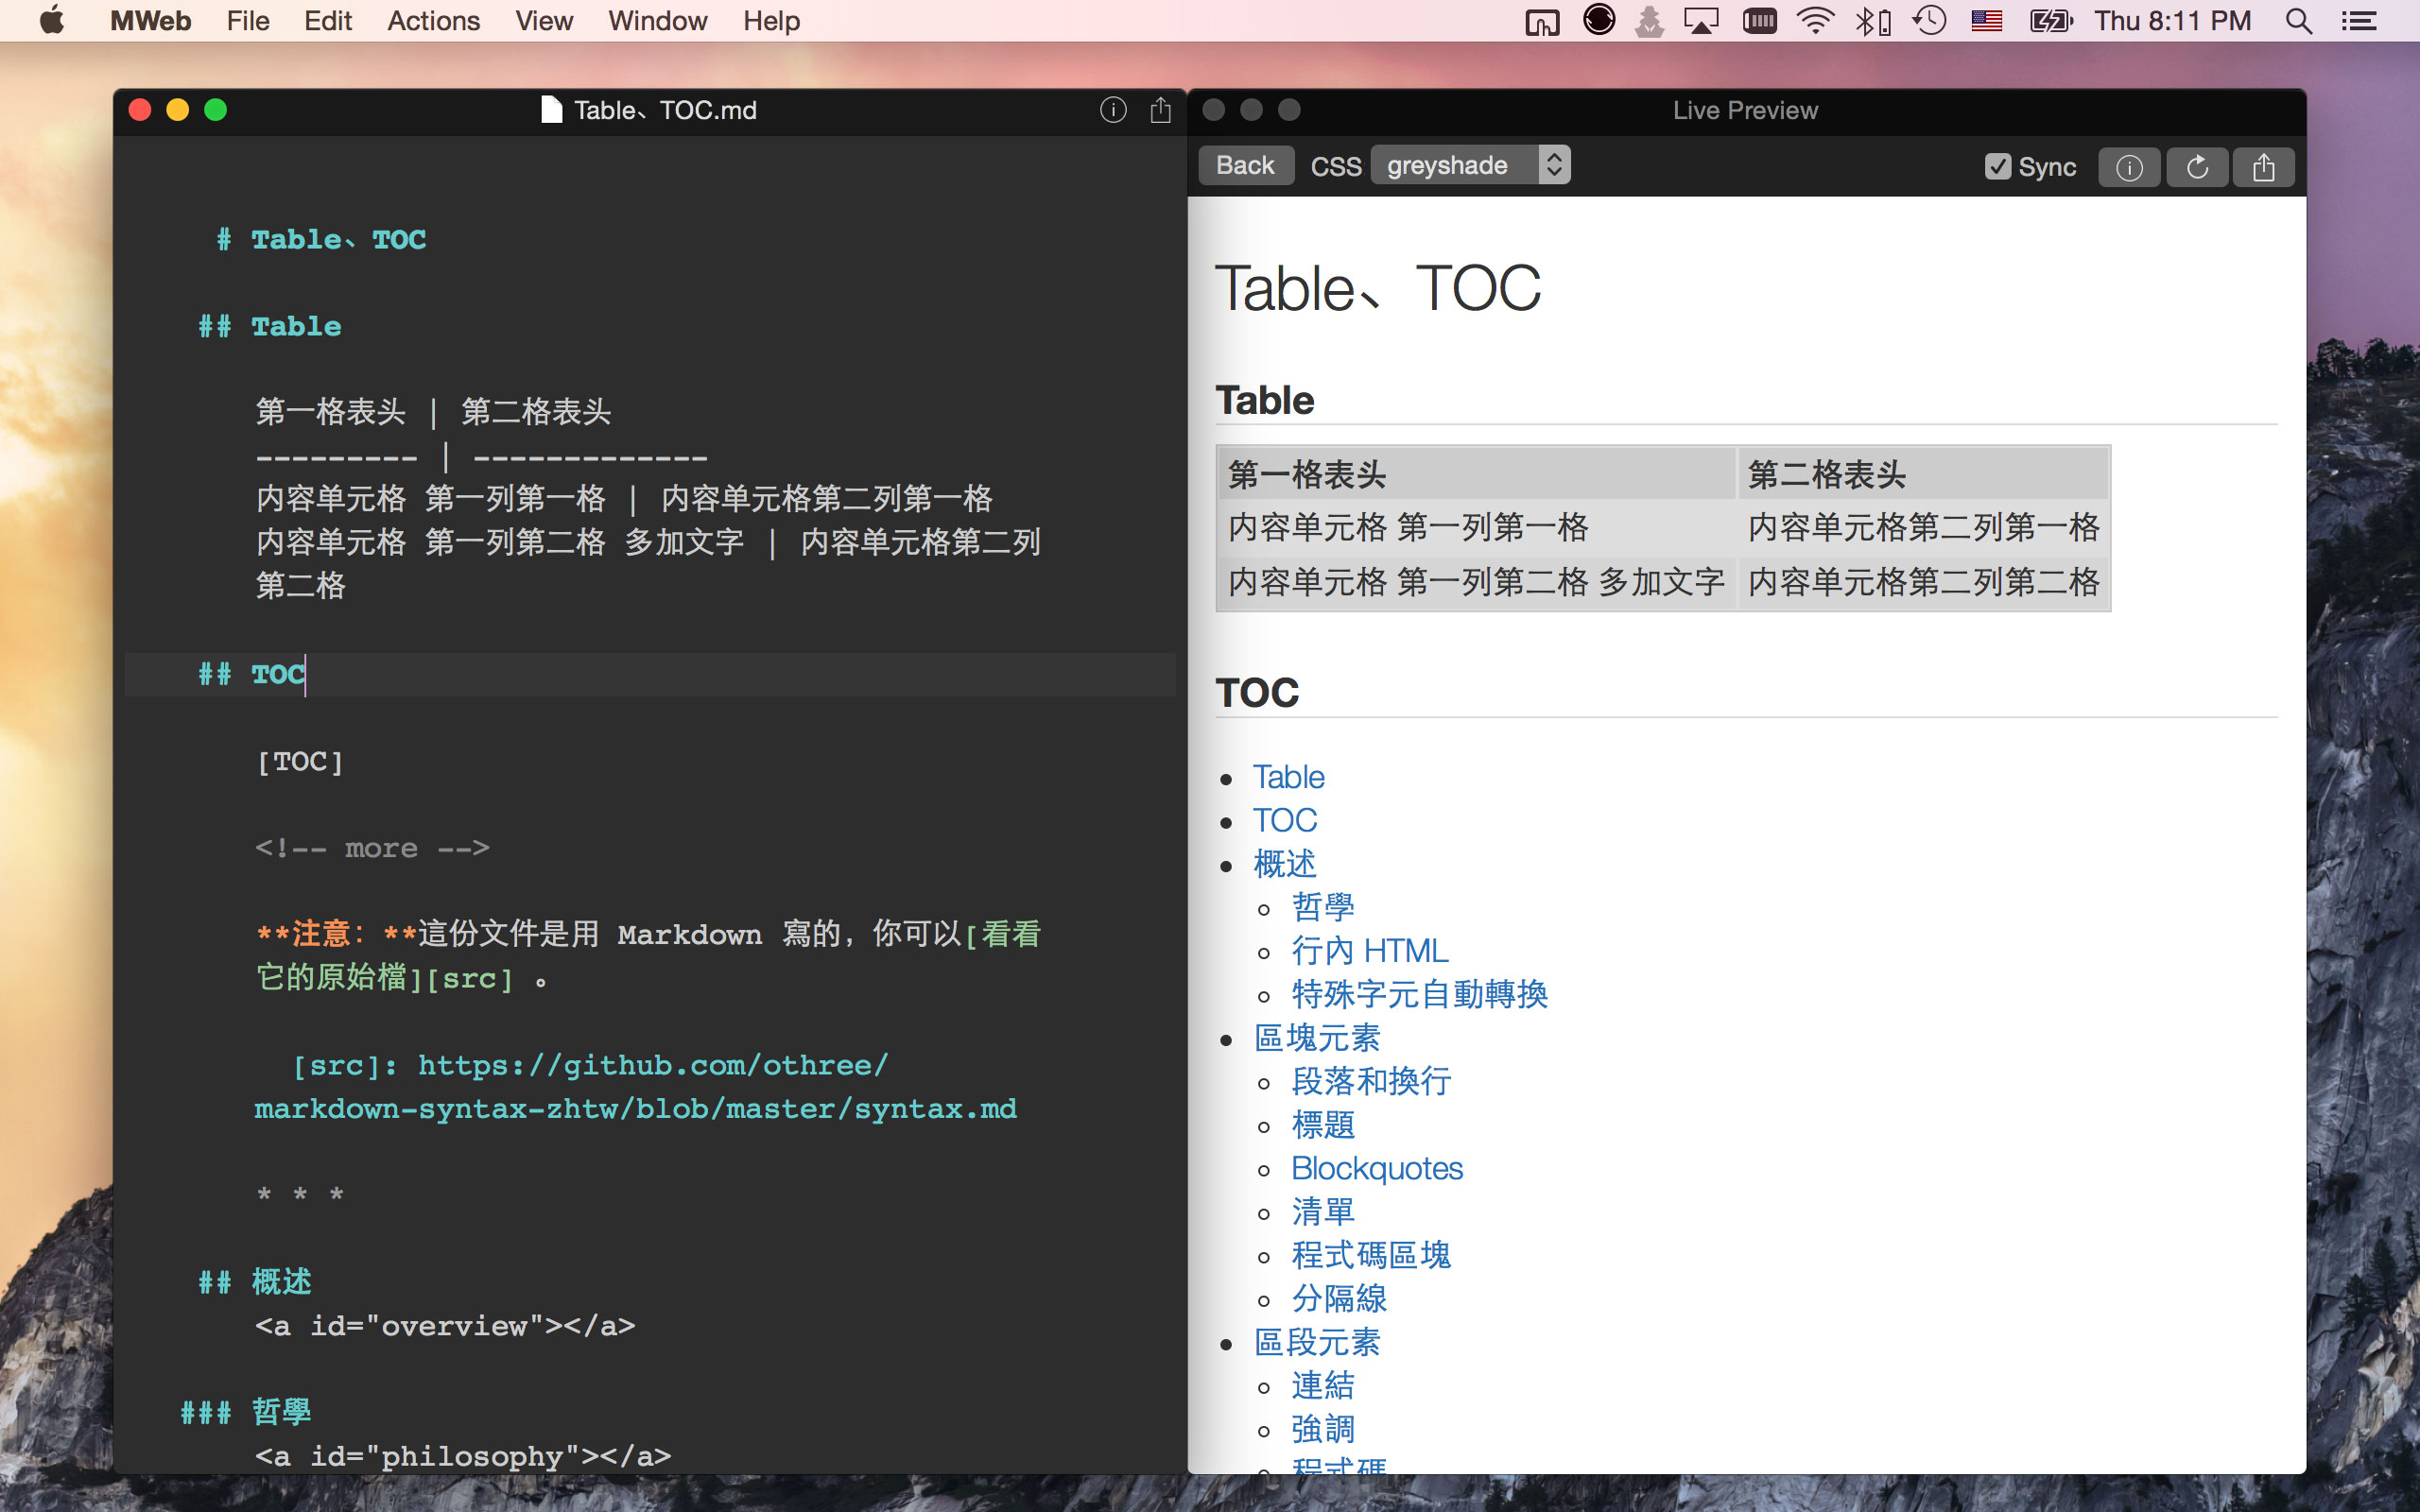 MWeb File Edit Actions View Window Help Thu 8:11 PM
Table、TOC.md
# Table、TOC
## Table
第一格表头 | 第二格表头
--------- | -------------
内容单元格 第一列第一格 | 内容单元格第二列第一格
内容单元格 第一列第二格 多加文字 | 内容单元格第二列
第二格
## TOC
[TOC]
<!-- more -->
**注意：**這份文件是用 Markdown 寫的，你可以[看看
它的原始檔][src] 。
[src]: https://github.com/othree/
markdown-syntax-zhtw/blob/master/syntax.md
* * *
## 概述
<a id="overview"></a>
### 哲學
<a id="philosophy"></a>
Live Preview
Back CSS greyshade Sync
Table、TOC
Table
第一格表头 第二格表头
内容单元格 第一列第一格 内容单元格第二列第一格
内容单元格 第一列第二格 多加文字 内容单元格第二列第二格
TOC
Table
TOC
概述
哲學
行內 HTML
特殊字元自動轉換
區塊元素
段落和換行
標題
Blockquotes
清單
程式碼區塊
分隔線
區段元素
連結
強調
程式碼